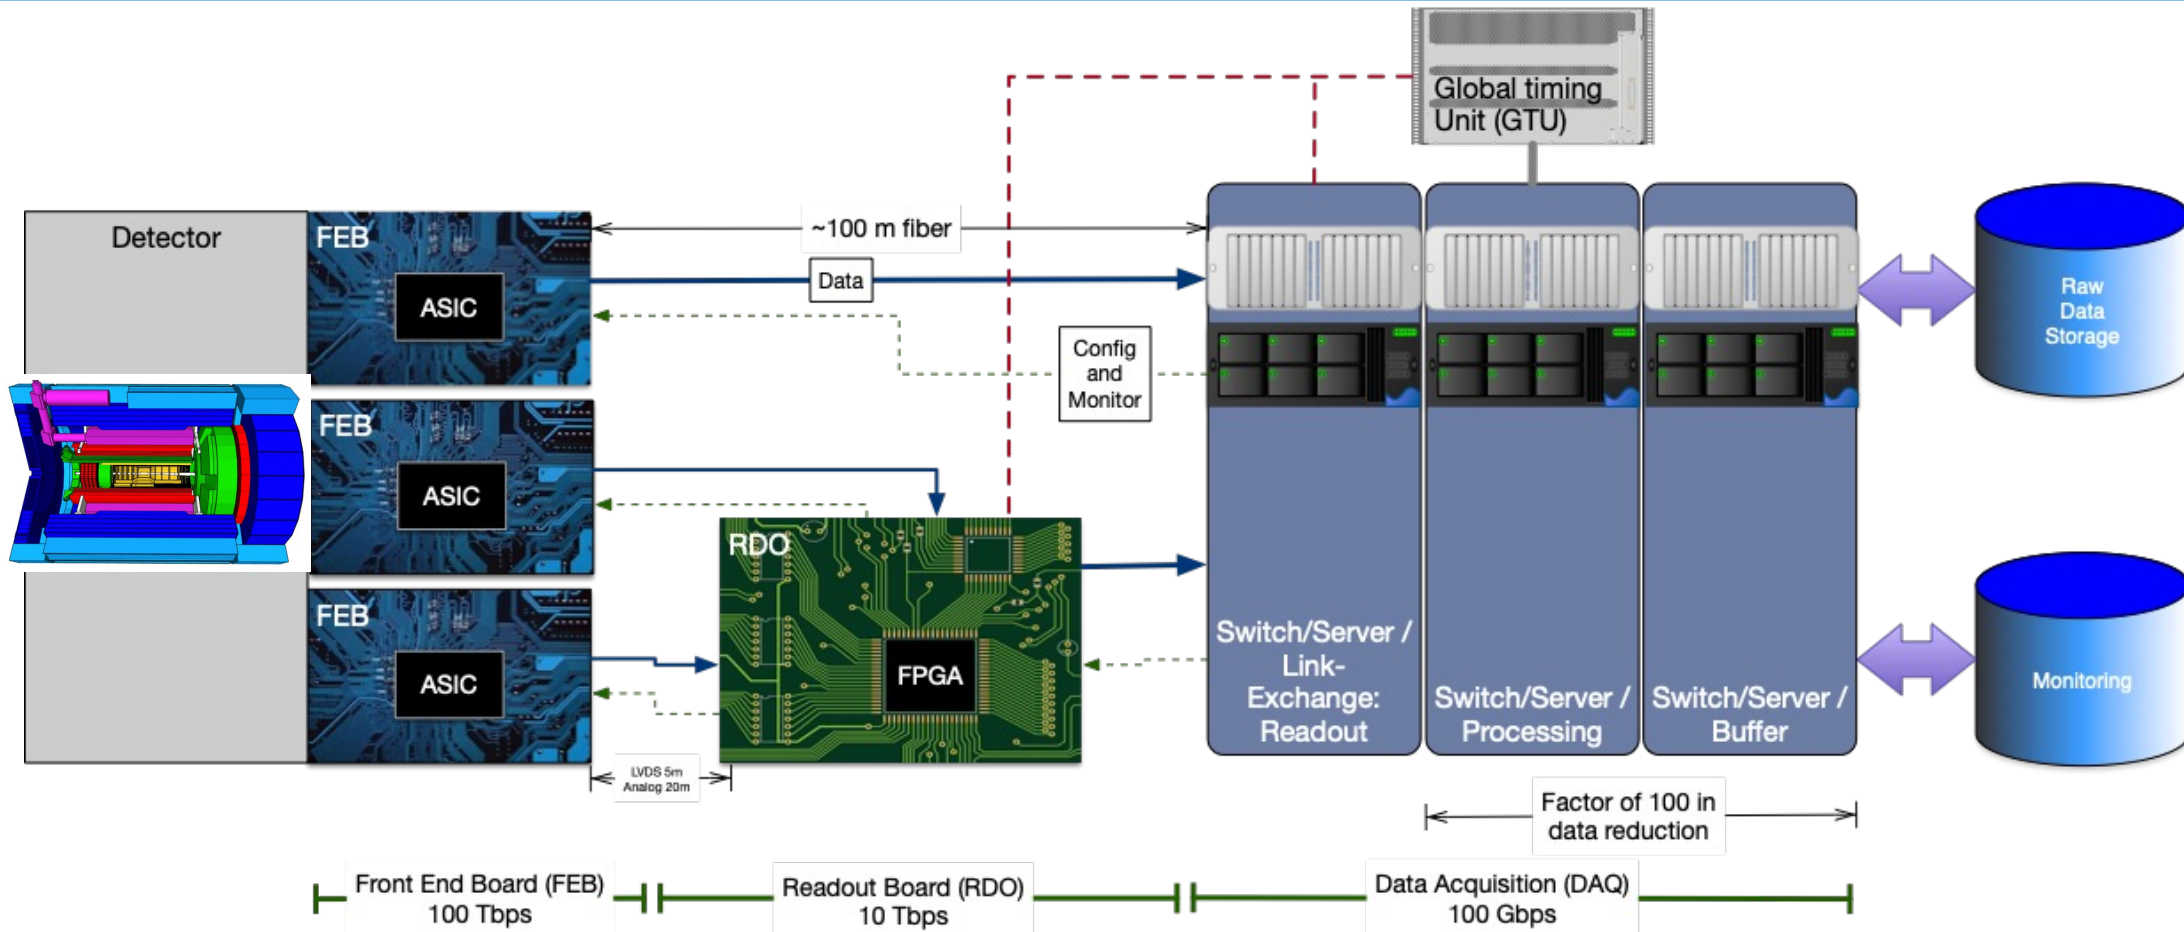 Global timing
Unit (GTU)
Detector
FEB
ASIC
~100 m fiber
Data
Config
and
Monitor
FEB
ASIC
RDO
FPGA
FEB
ASIC
LVDS 5m
Analog 20m
Switch/Server /
Link-
Exchange:
Readout
Switch/Server /
Processing
Switch/Server /
Buffer
Raw
Data
Storage
Monitoring
Factor of 100 in
data reduction
Front End Board (FEB)
100 Tbps
Readout Board (RDO)
10 Tbps
Data Acquisition (DAQ)
100 Gbps